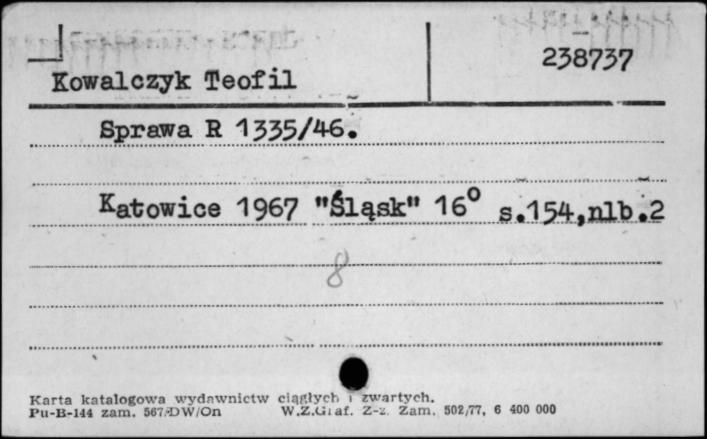 238737
Kowalczyk Teofil
Sprawa R 1335/46.
Katowice 1967 "Śląsk" 16° s.154,nlb.2
8
Karta katalogowa wydawnictw ciągłych i zwartych.
Pu-B-144 zam. 567/DW/On W.Z.Graf. Z-z. Zam. 502/77, 6 400 000